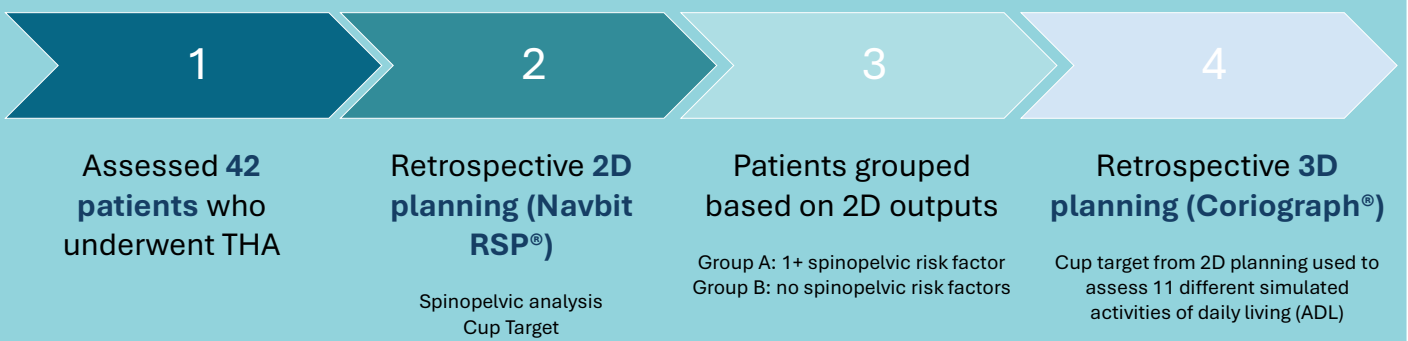 1
2
3
4
Assessed 42
patients who
underwent THA
Retrospective 2D
planning (Navbit
RSP®)
Spinopelvic analysis
Cup Target
Patients grouped
based on 2D outputs
Group A: 1+ spinopelvic risk factor
Group B: no spinopelvic risk factors
Retrospective 3D
planning (Coriograph®)
Cup target from 2D planning used to
assess 11 different simulated
activities of daily living (ADL)